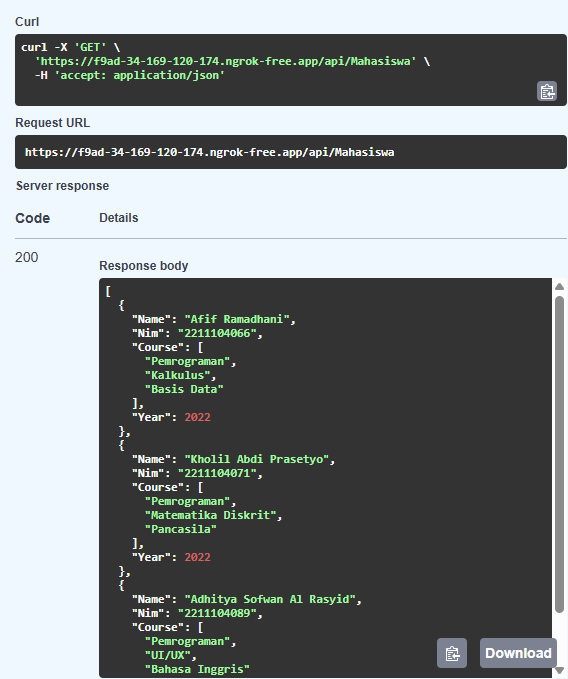 Curl
curl -X 'GET' \
'https://f9ad-34-169-120-174.ngrok-free.app/api/Mahasiswa' \
-H 'accept: application/json'
Request URL
https://f9ad-34-169-120-174.ngrok-free.app/api/Mahasiswa
Server response
Code Details
200
Response body
[
{
"Name": "Afif Ramadhani",
"Nim": "2211104066",
"Course": [
"Pemrograman",
"Kalkulus",
"Basis Data"
],
"Year": 2022
},
{
"Name": "Kholil Abdi Prasetyo",
"Nim": "2211104071",
"Course": [
"Pemrograman",
"Matematika Diskrit",
"Pancasila"
],
"Year": 2022
},
{
"Name": "Adhitya Sofwan Al Rasyid",
"Nim": "2211104089",
"Course": [
"Pemrograman",
"UI/UX",
"Bahasa Inggris"
Download